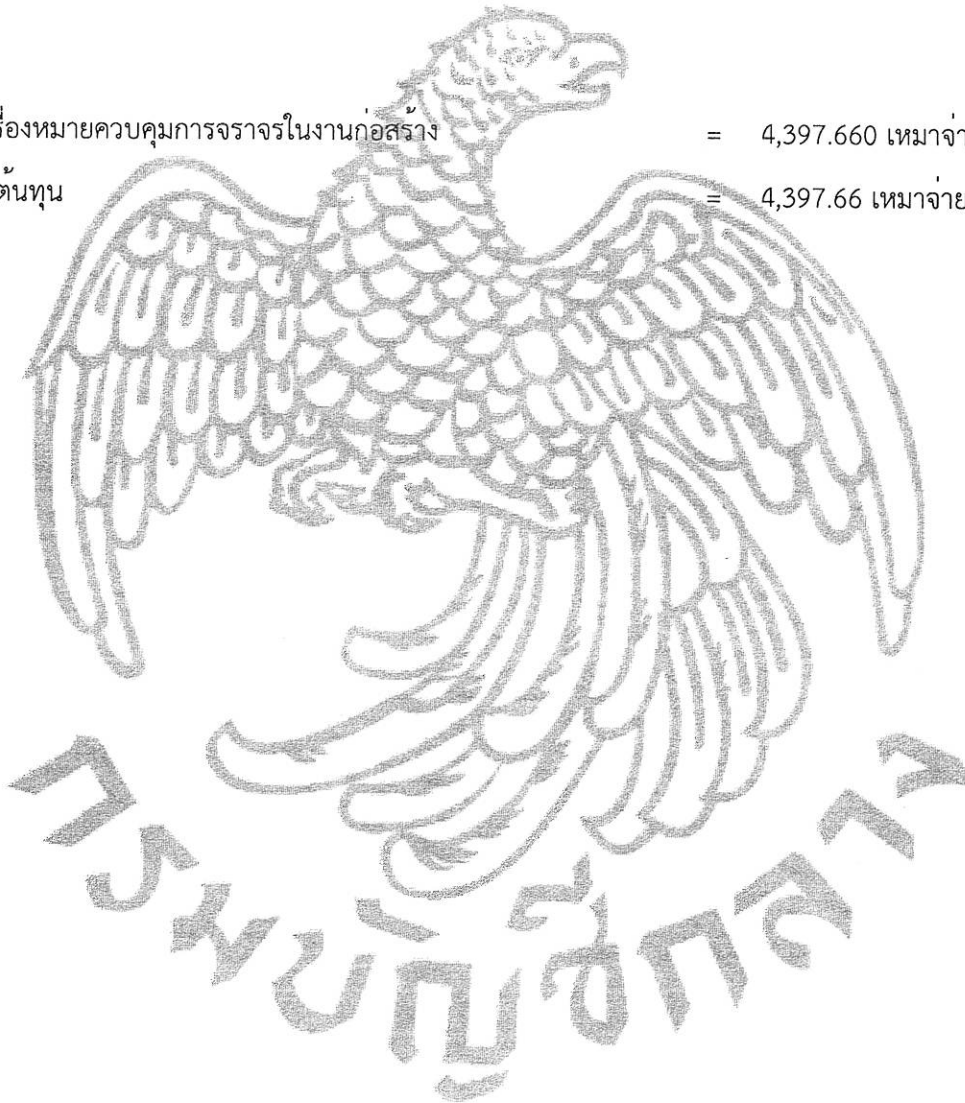 ื่องหมายควบคุมการจราจรในงานก่อสร้าง = 4,397.660 เหมาจ่า
ต้นทุน = 4,397.66 เหมาจ่าย
กรมบัญชีกลาง